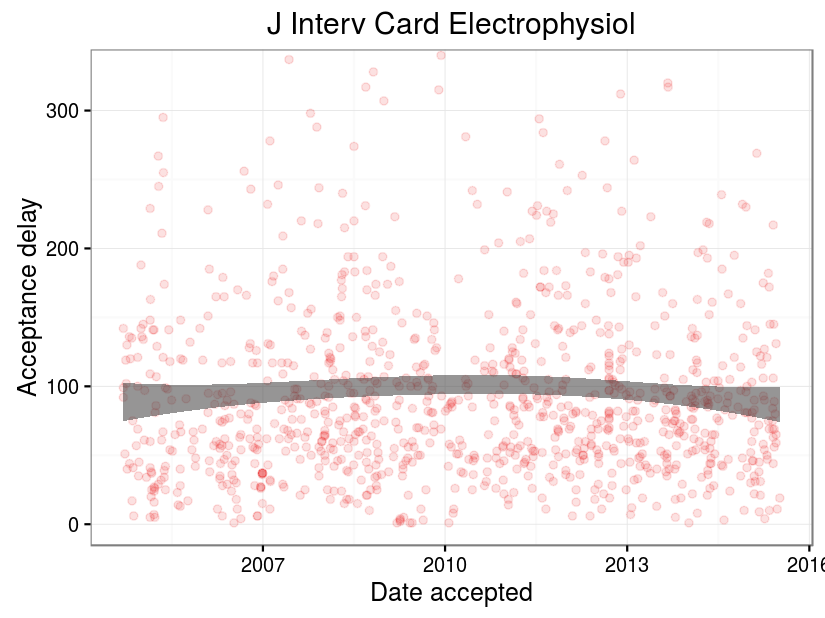 J Interv Card Electrophysiol
300
200
100
0
Acceptance delay
2007 2010 2013 2016
Date accepted